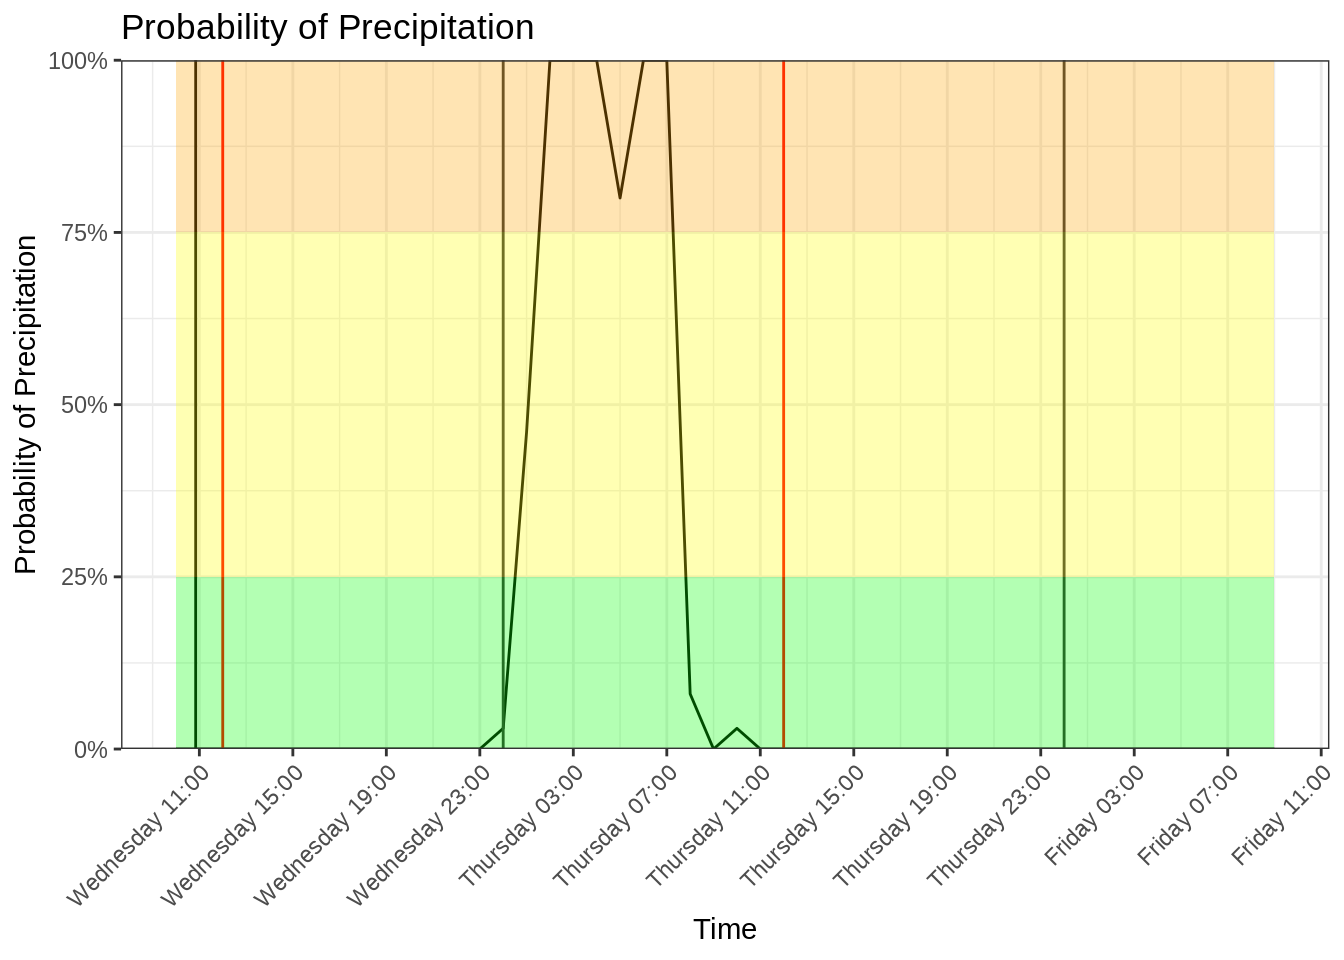 Probability of Precipitation
Probability of Precipitation
100%
75%
50%
25%
0%
Wednesday 11:00
Wednesday 15:00
Wednesday 19:00
Wednesday 23:00
Thursday 03:00
Thursday 07:00
Thursday 11:00
Thursday 15:00
Thursday 19:00
Thursday 23:00
Friday 03:00
Friday 07:00
Friday 11:00
Time